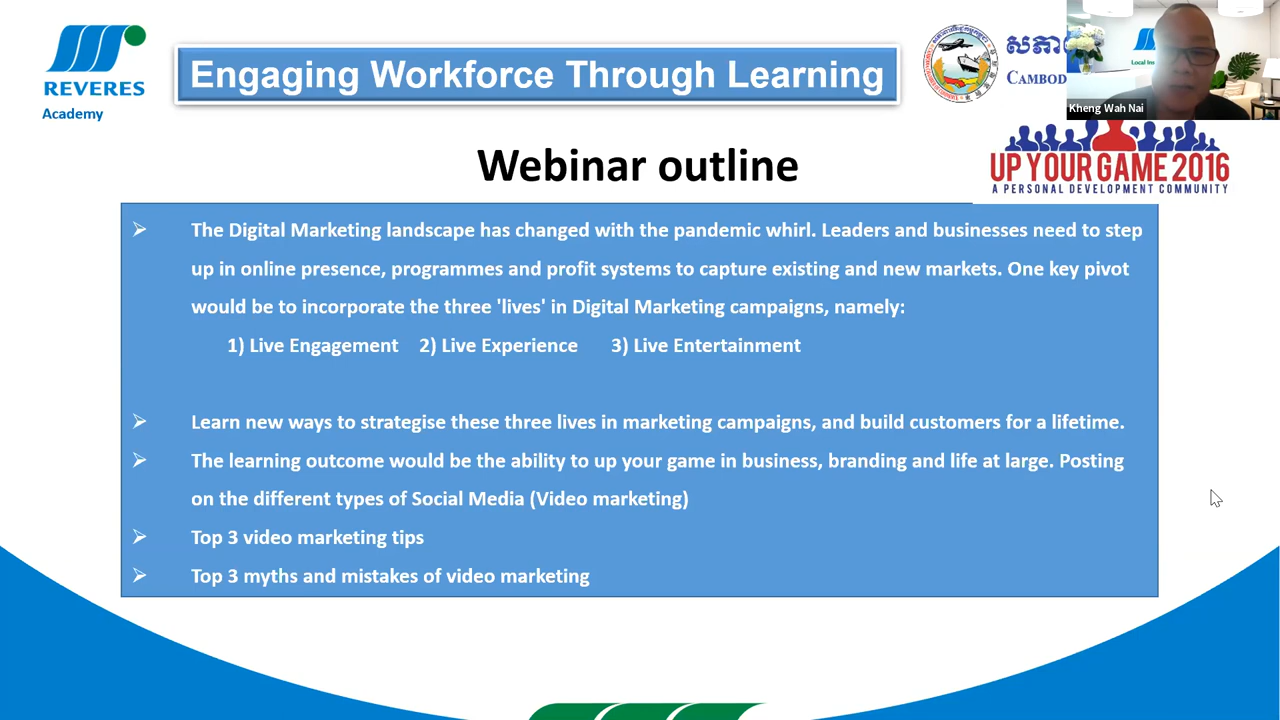 REVERES
Academy
Engaging Workforce Through Learning
CAMBOD
Local Ins
Kheng Wah Nai
UP YOUR GAME 2016
A PERSONAL DEVELOPMENT COMMUNITY
Webinar outline
The Digital Marketing landscape has changed with the pandemic whirl. Leaders and businesses need to step
up in online presence, programmes and profit systems to capture existing and new markets. One key pivot
would be to incorporate the three 'lives' in Digital Marketing campaigns, namely:
1) Live Engagement 2) Live Experience 3) Live Entertainment
Learn new ways to strategise these three lives in marketing campaigns, and build customers for a lifetime.
The learning outcome would be the ability to up your game in business, branding and life at large. Posting
on the different types of Social Media (Video marketing)
Top 3 video marketing tips
Top 3 myths and mistakes of video marketing